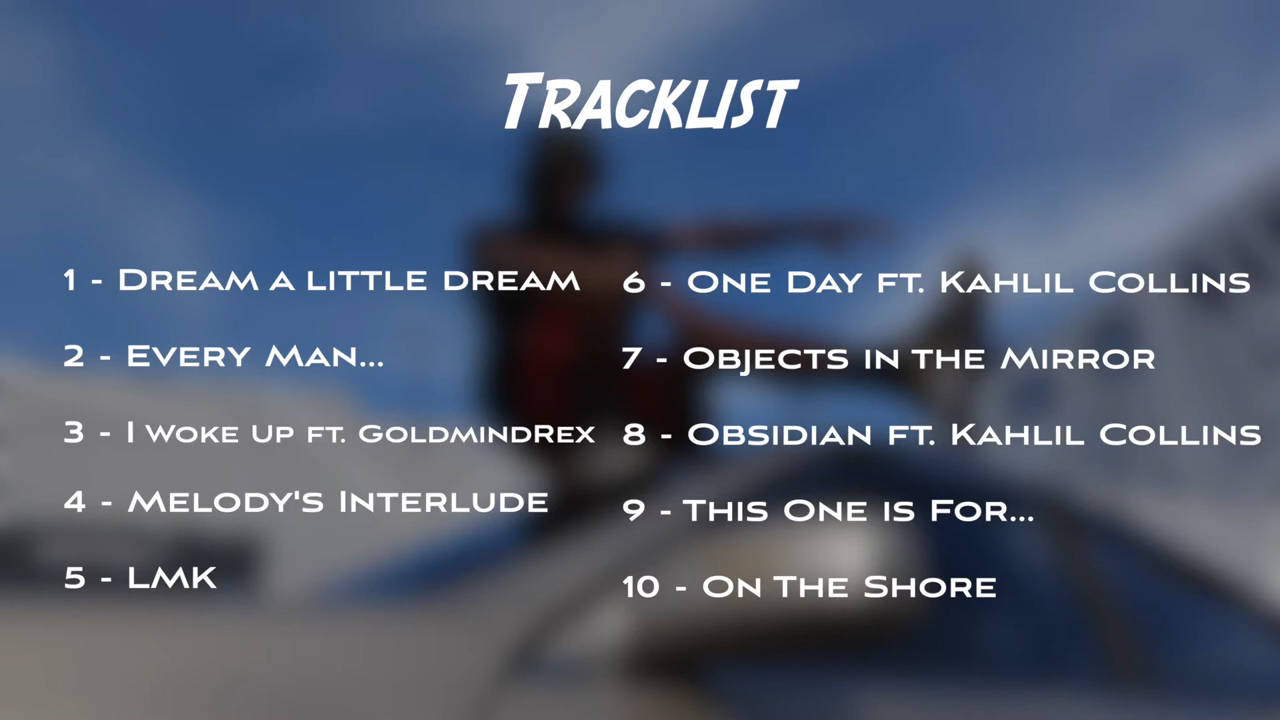 Tracklist
1 - Dream a little dream
2 - Every Man...
3 - I Woke Up ft. GoldmindRex
4 - Melody's Interlude
5 - LMK
6 - One Day ft. Kahlil Collins
7 - Objects in the Mirror
8 - Obsidian ft. Kahlil Collins
9 - This One is For...
10 - On The Shore